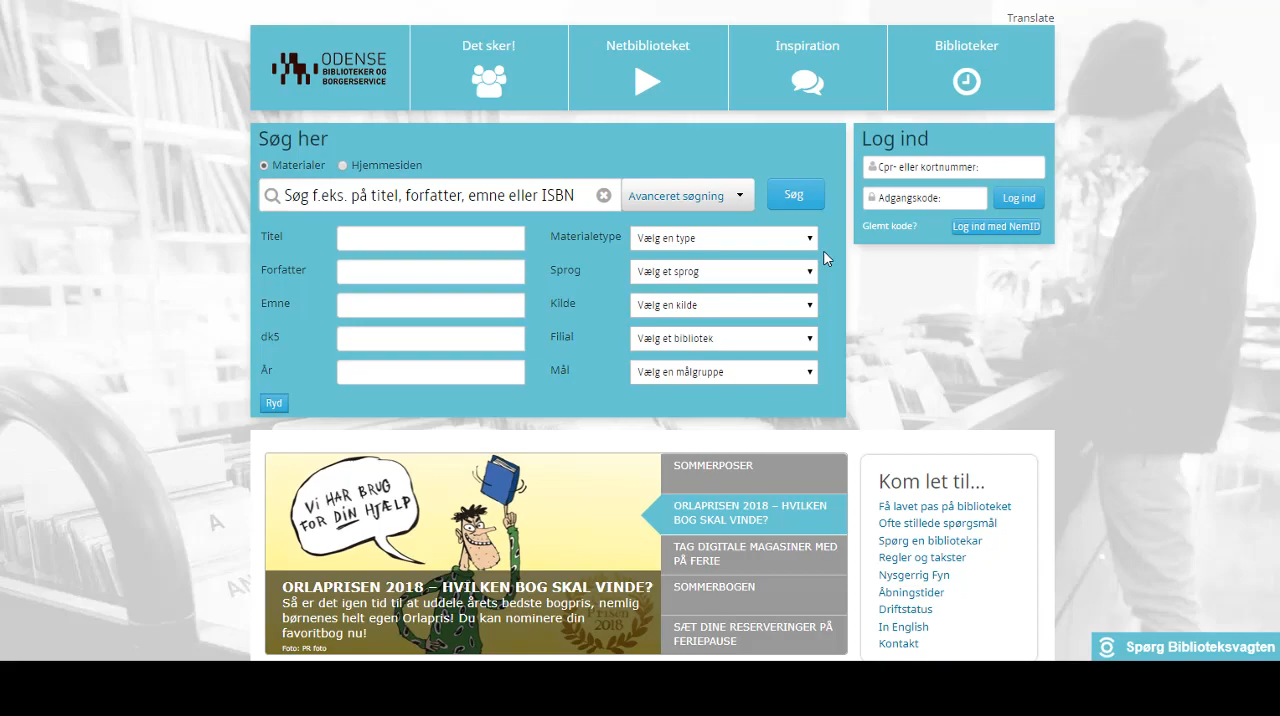 Translate
ODENSE
BIBLIOTEKER OG
BORGERSERVICE
Det sker!
Netbiblioteket
Inspiration
Biblioteker
Søg her
Materialer
Hjemmesiden
Søg f.eks. på titel, forfatter, emne eller ISBN
Avanceret søgning
Søg
Titel
Forfatter
Emne
dk5
År
Ryd
Materialetype
Vælg en type
Sprog
Vælg et sprog
Kilde
Vælg en kilde
Filial
Vælg et bibliotek
Mål
Vælg en målgruppe
Log ind
Cpr- eller kortnummer:
Adgangskode:
Log ind
Glemt kode?
Log ind med NemID
VI HAR BRUG
FOR DIN HJÆLP
ORLAPRISEN 2018 – HVILKEN BOG SKAL VINDE?
Så er det igen tid til at uddele årets bedste bogpris, nemlig
børnenes helt egen Orlapris! Du kan nominere din
favoritbog nu!
Foto: PR foto
2018
SOMMERPOSER
ORLAPRISEN 2018 – HVILKEN
BOG SKAL VINDE?
TAG DIGITALE MAGASINER MED
PÅ FERIE
SOMMERBOGEN
SÆT DINE RESERVERINGER PÅ
FERIEPAUSE
Kom let til...
Få lavet pas på biblioteket
Ofte stillede spørgsmål
Spørg en bibliotekar
Regler og takster
Nysgerrig Fyn
Åbningstider
Driftstatus
In English
Kontakt
Spørg Biblioteksvagten